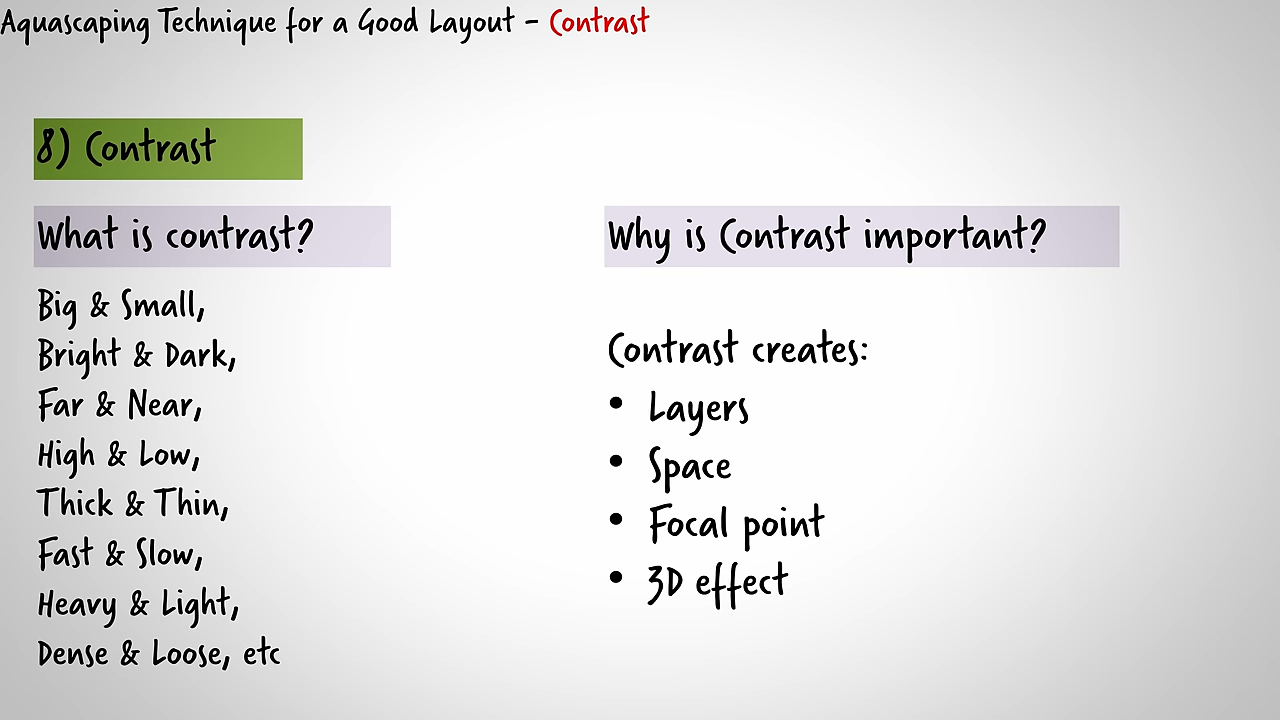 Aquascaping Technique for a Good Layout - Contrast
8) Contrast
What is contrast?
Big & Small,
Bright & Dark,
Far & Near,
High & Low,
Thick & Thin,
Fast & Slow,
Heavy & Light,
Dense & Loose, etc
Why is Contrast important?
Contrast creates:
• Layers
• Space
• Focal point
• 3D effect